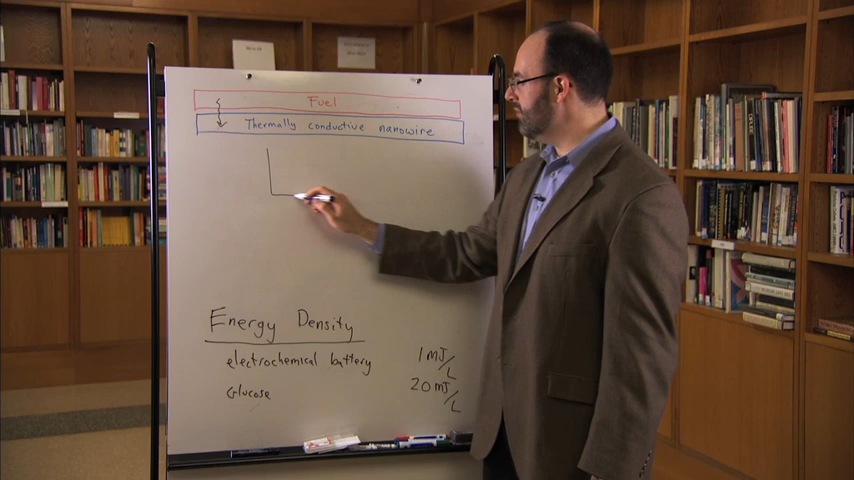 Fuel
Thermally conductive nanowire
Energy Density
electrochemical battery 1 MJ/L
Glucose 20 MJ/L